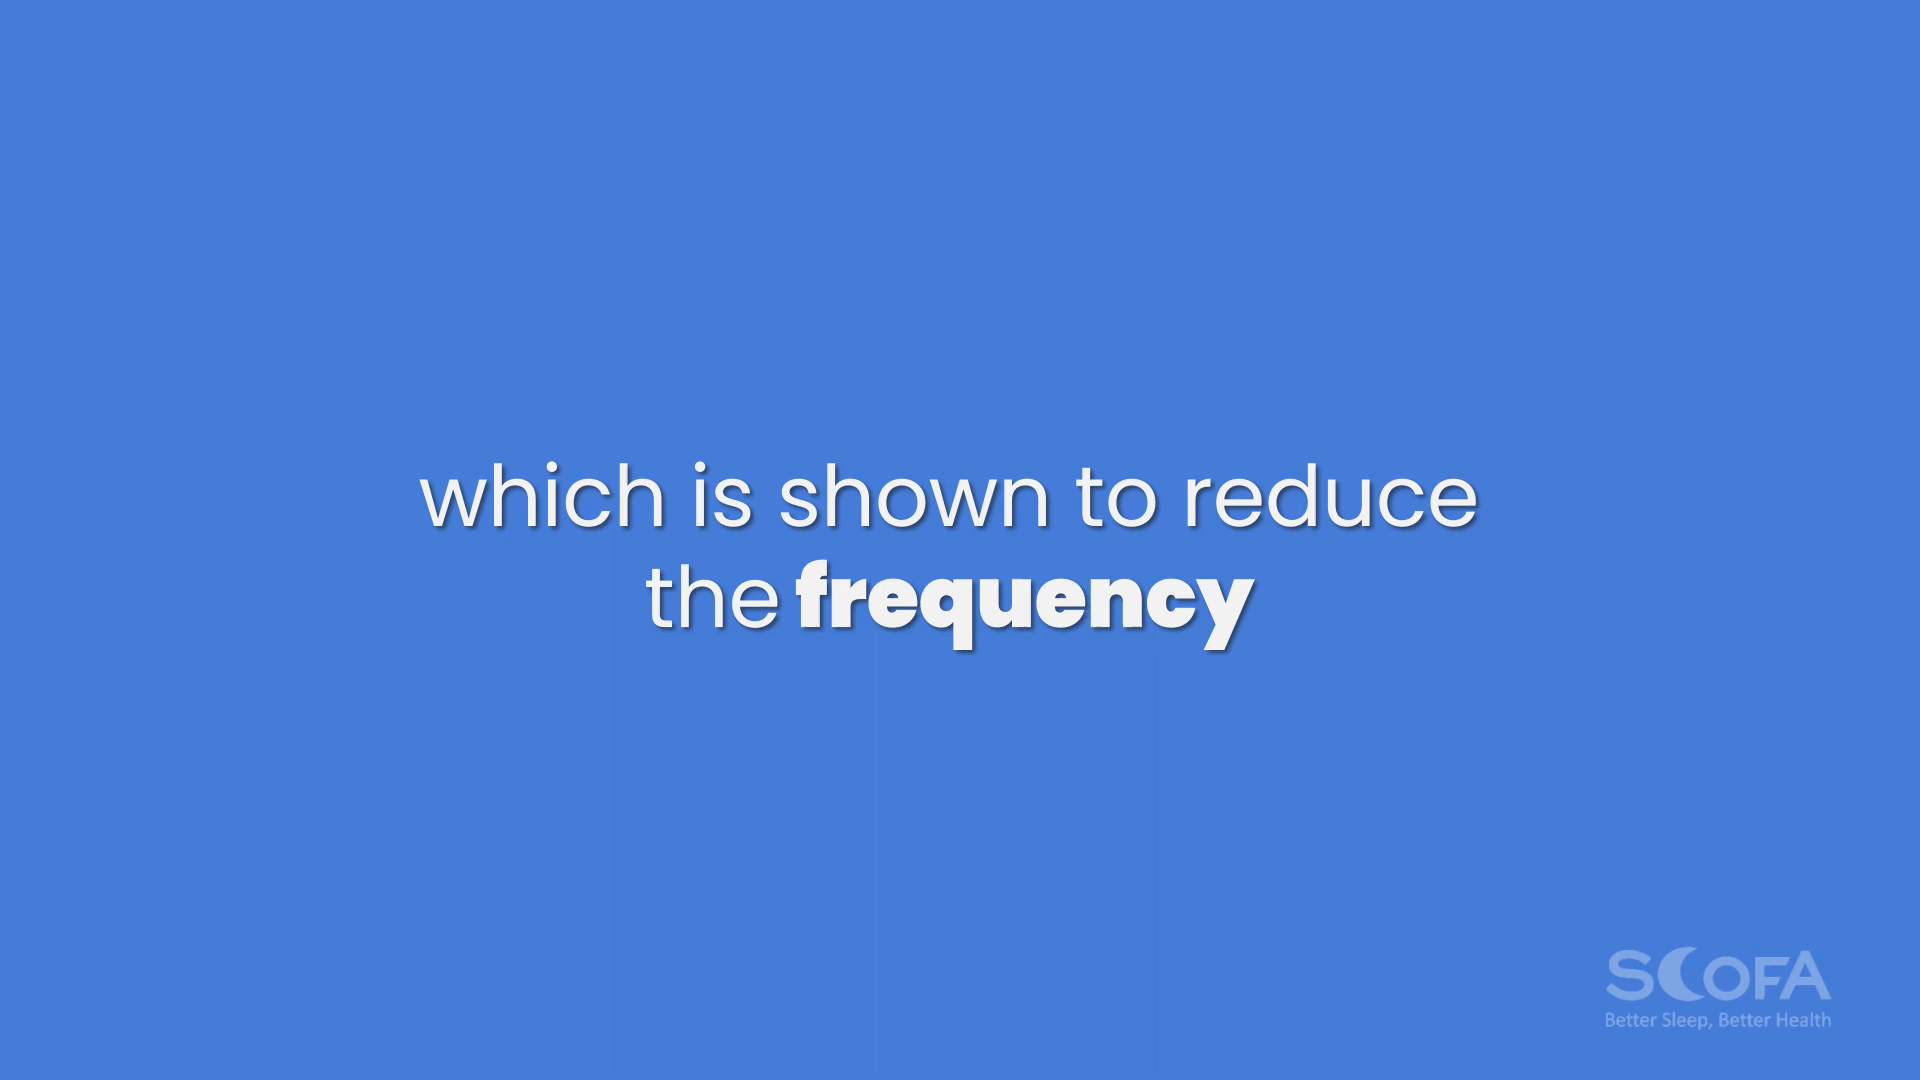 which is shown to reduce
the frequency
SCOFA
Better Sleep, Better Health